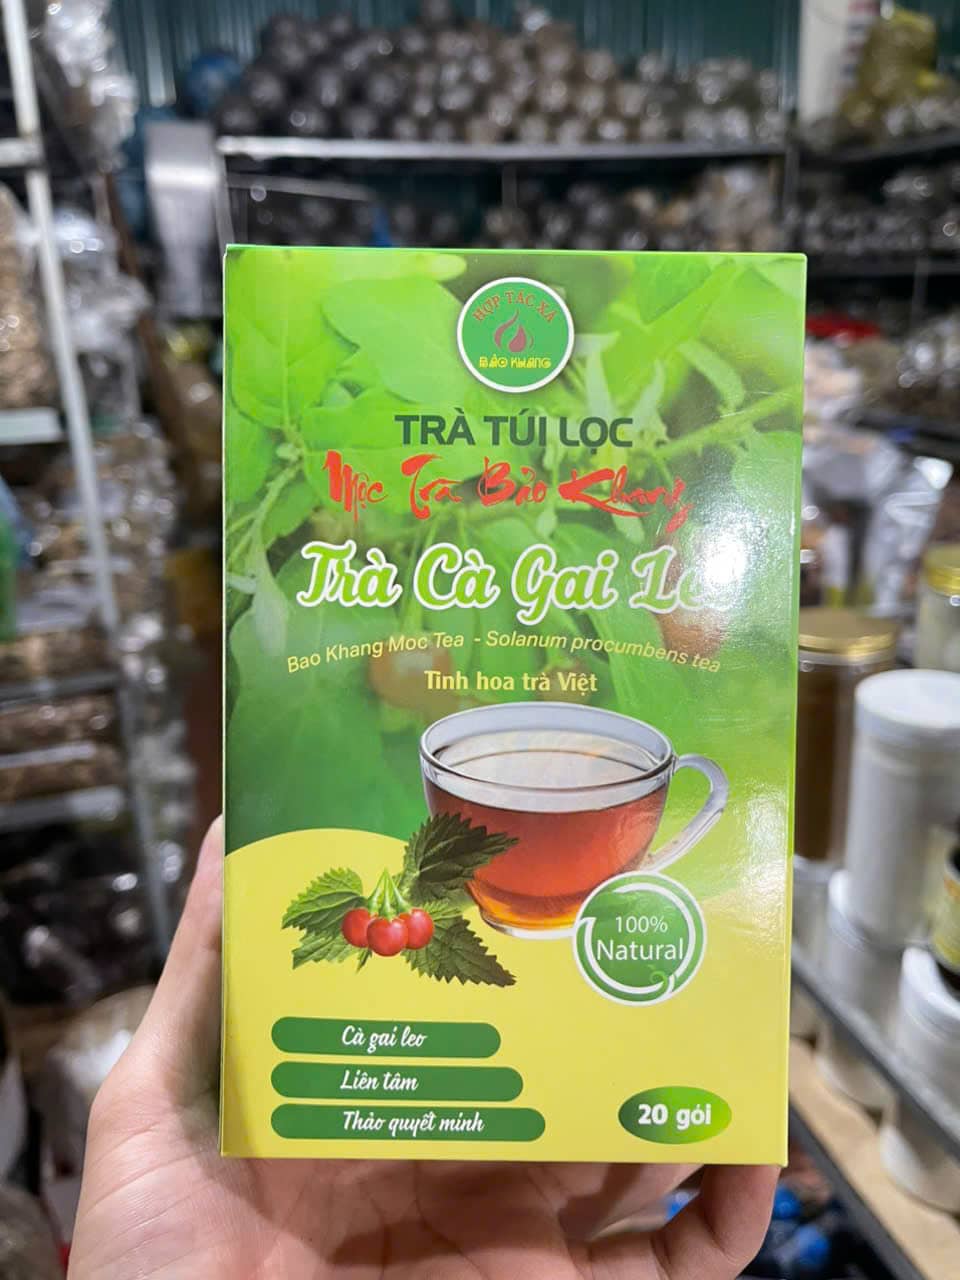 HỢP TÁC XÃ
BẢO KHANG
TRÀ TÚI LỌC
Mộc Trà Bảo Khang
Trà Cà Gai Leo
Bao Khang Moc Tea - Solanum procumbens tea
Tinh hoa trà Việt
100%
Natural
Cà gai leo
Liên tâm
Thảo quyết minh
20 gói